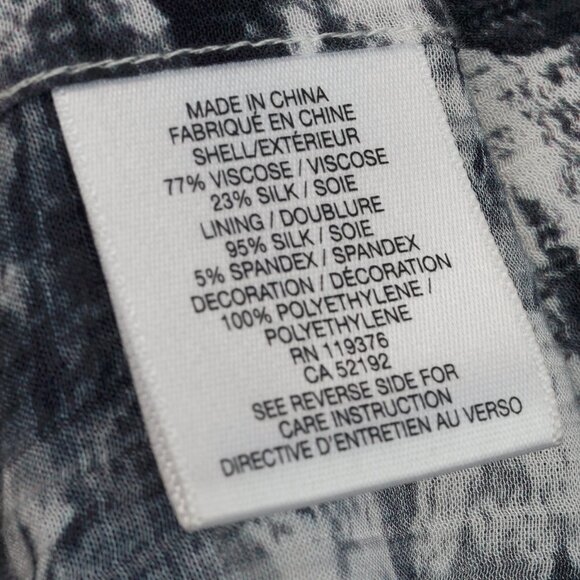 MADE IN CHINA
FABRIQUÉ EN CHINE
SHELL/EXTÉRIEUR
77% VISCOSE / VISCOSE
23% SILK / SOIE
LINING / DOUBLURE
95% SILK / SOIE
5% SPANDEX / SPANDEX
DECORATION / DÉCORATION
100% POLYETHYLENE /
POLYETHYLENE
RN 119376
CA 52192
SEE REVERSE SIDE FOR
CARE INSTRUCTION
DIRECTIVE D'ENTRETIEN AU VERSO